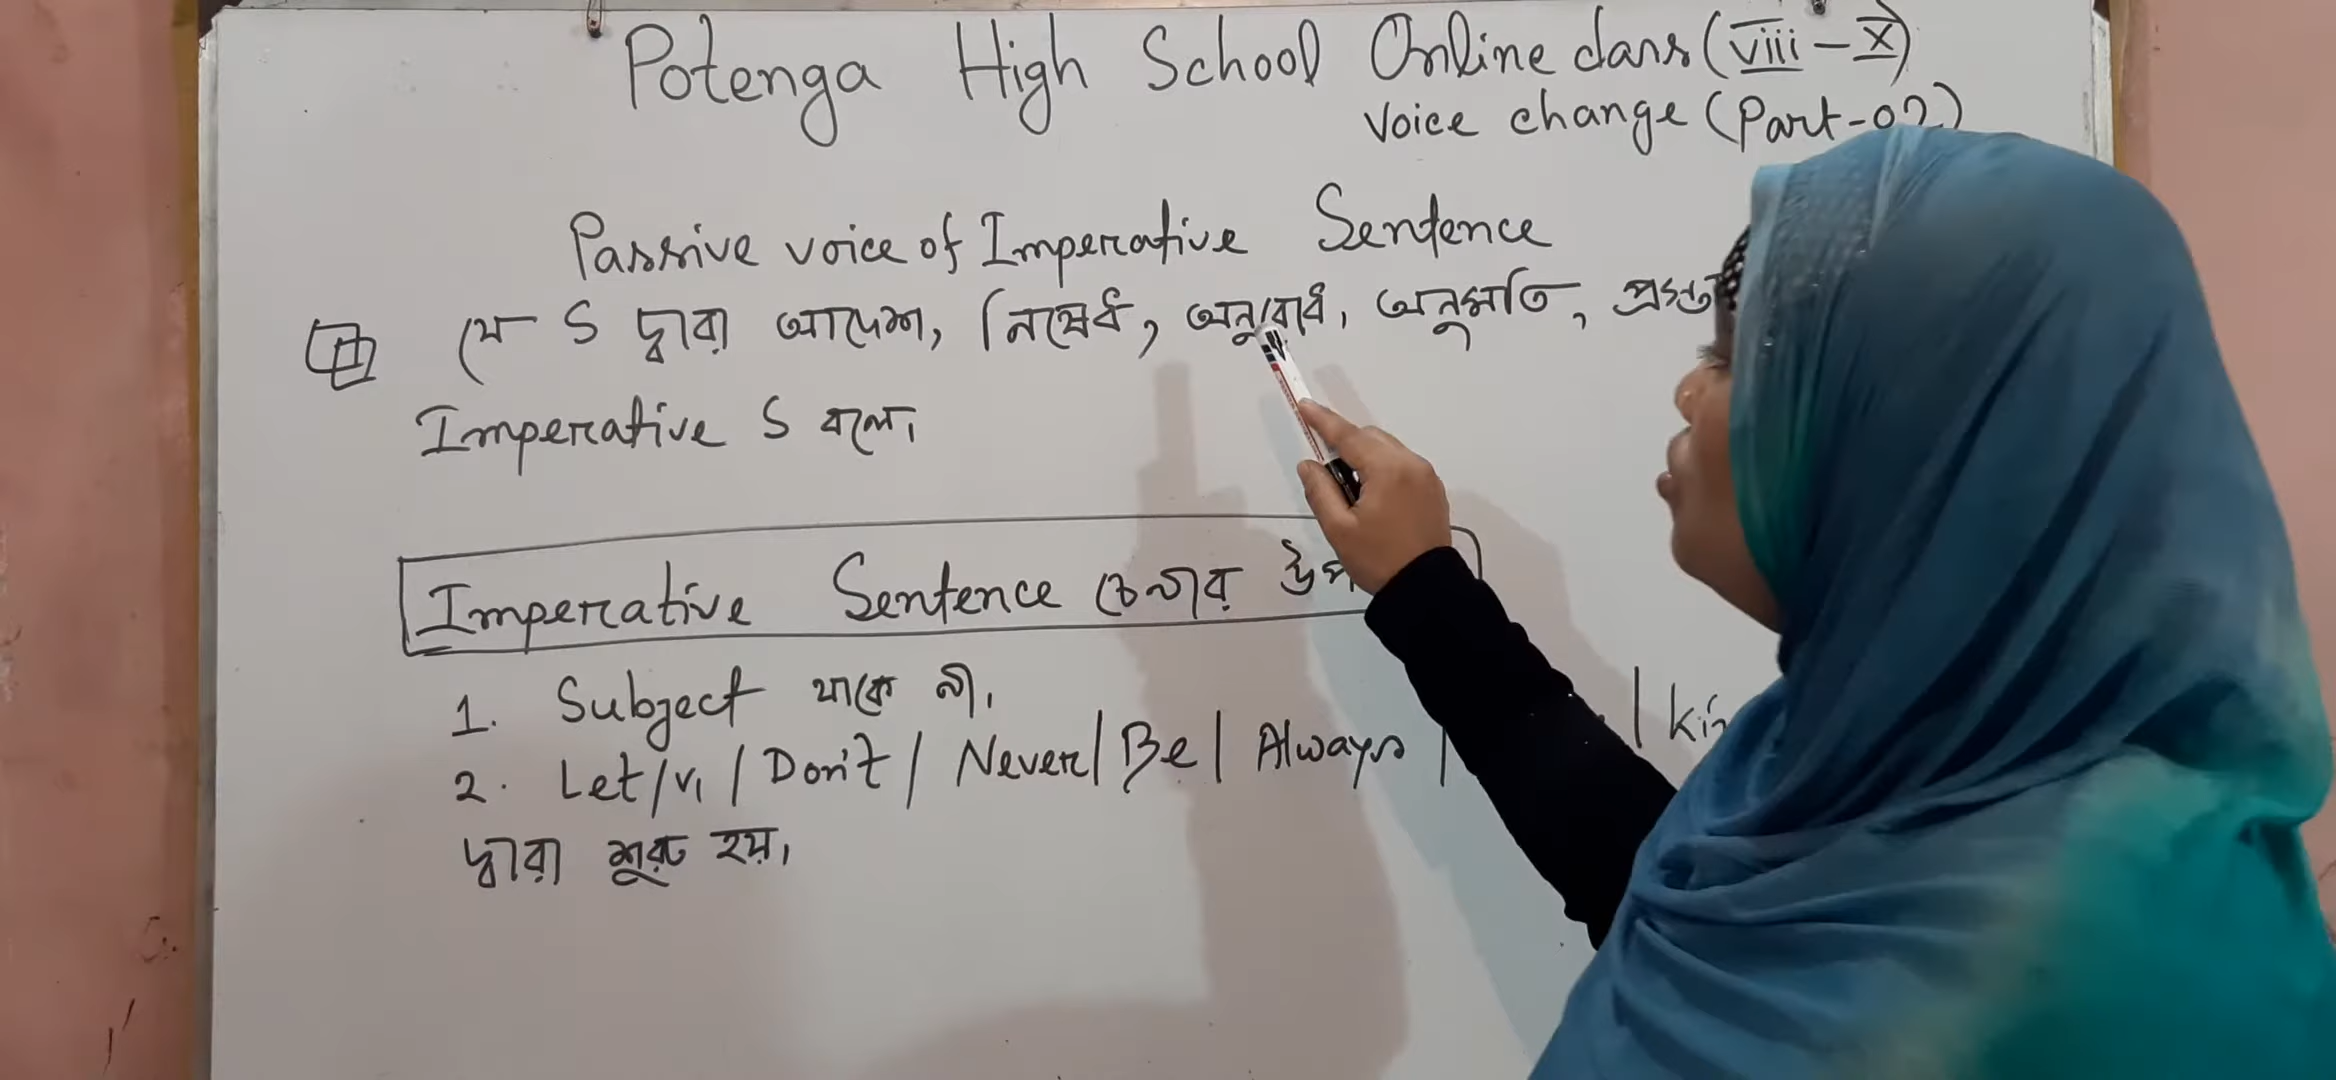 Potenga High School Online class (viii - x)
Voice change (Part-02)
Passive voice of Imperative Sentence
যে S দ্বারা আদেশ, নিষেধ, অনুরোধ, অনুমতি,
Imperative S বলে।
Imperative Sentence চেনার
1. Subject থাকে না।
2. Let/V1/Don't/Never/Be/Always/
দ্বারা শুরু হয়।